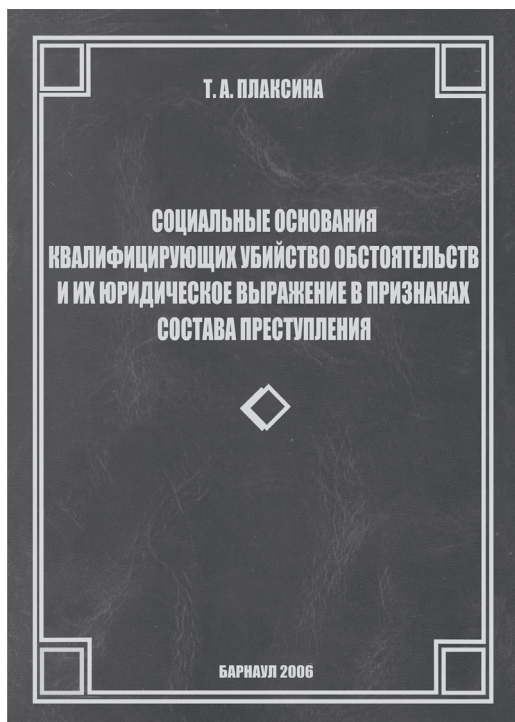 Т. А. ПЛАКСИНА
СОЦИАЛЬНЫЕ ОСНОВАНИЯ
КВАЛИФИЦИРУЮЩИХ УБИЙСТВО ОБСТОЯТЕЛЬСТВ
И ИХ ЮРИДИЧЕСКОЕ ВЫРАЖЕНИЕ В ПРИЗНАКАХ
СОСТАВА ПРЕСТУПЛЕНИЯ
БАРНАУЛ 2006